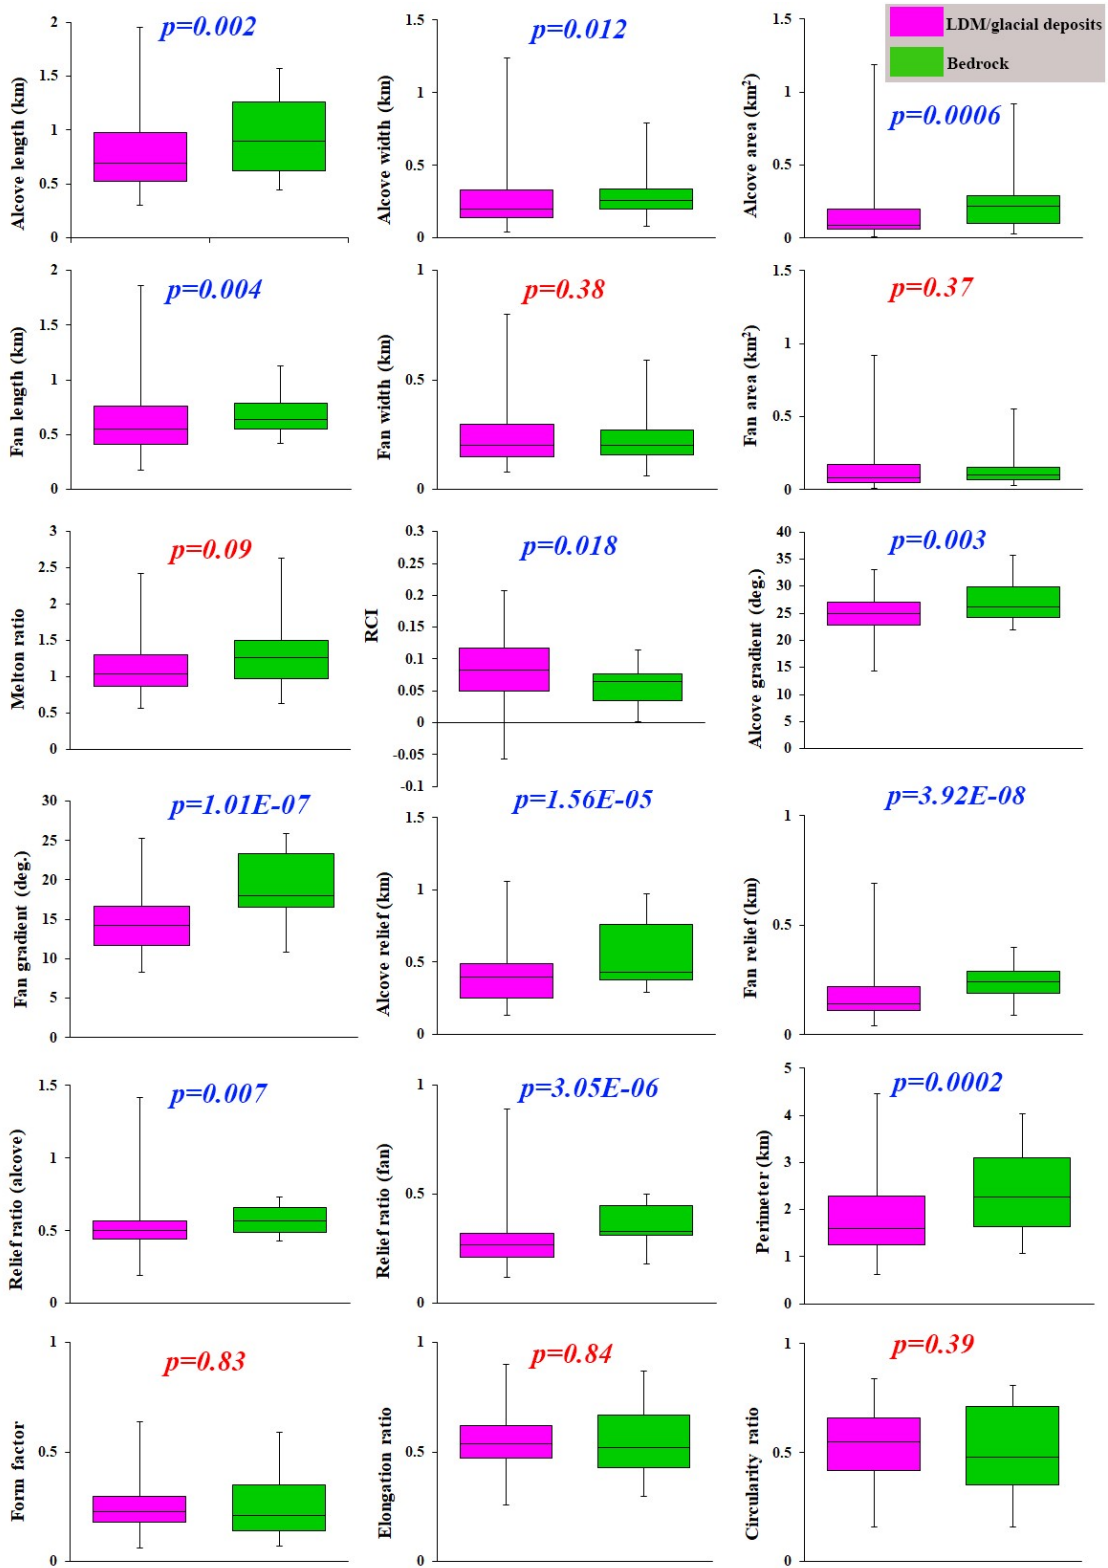 LDM/glacial deposits
Bedrock
p=0.002
Alcove length (km)
2
1.5
1
0.5
0
p=0.012
Alcove width (km)
1.5
1
0.5
0
p=0.0006
Alcove area (km²)
1.5
1
0.5
0
p=0.004
Fan length (km)
2
1.5
1
0.5
0
p=0.38
Fan width (km)
1
0.5
0
p=0.37
Fan area (km²)
1.5
1
0.5
0
p=0.09
Melton ratio
3
2.5
2
1.5
1
0.5
0
p=0.018
RCI
0.3
0.25
0.2
0.15
0.1
0.05
0
-0.05
-0.1
p=0.003
Alcove gradient (deg.)
40
35
30
25
20
15
10
5
0
p=1.01E-07
Fan gradient (deg.)
30
25
20
15
10
5
0
p=1.56E-05
Alcove relief (km)
1.5
1
0.5
0
p=3.92E-08
Fan relief (km)
1
0.5
0
p=0.007
Relief ratio (alcove)
1.5
1
0.5
0
p=3.05E-06
Relief ratio (fan)
1
0.5
0
p=0.0002
Perimeter (km)
5
4
3
2
1
0
p=0.83
Form factor
1
0.5
0
p=0.84
Elongation ratio
1
0.5
0
p=0.39
Circularity ratio
1
0.5
0